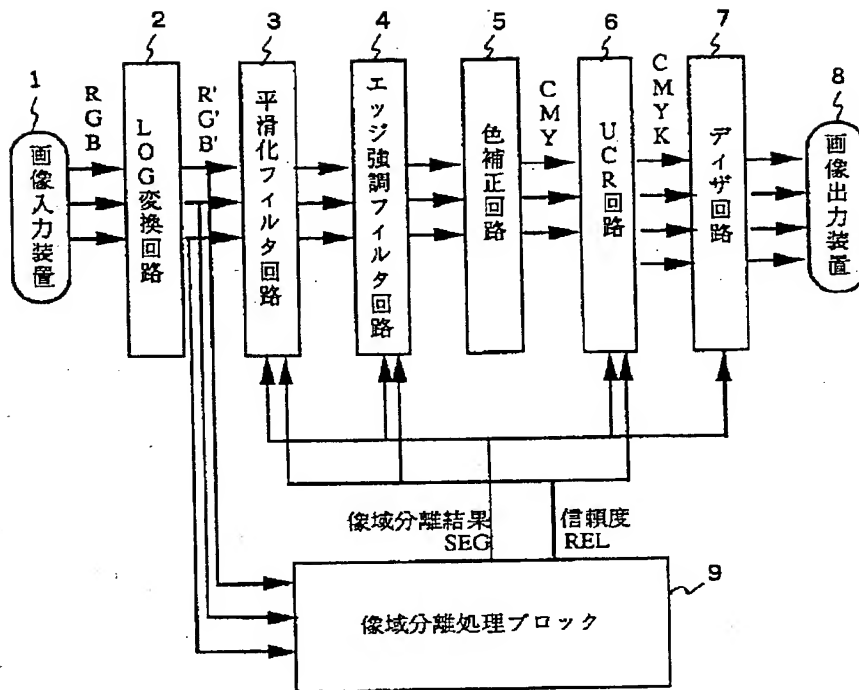 1
画像入力装置
RGB
2
LOG変換回路
R'G'B'
3
平滑化フィルタ回路
4
エッジ強調フィルタ回路
5
色補正回路
CMY
6
UCR回路
CMYK
7
ディザ回路
8
画像出力装置
像域分離結果
SEG
信頼度
REL
9
像域分離処理ブロック